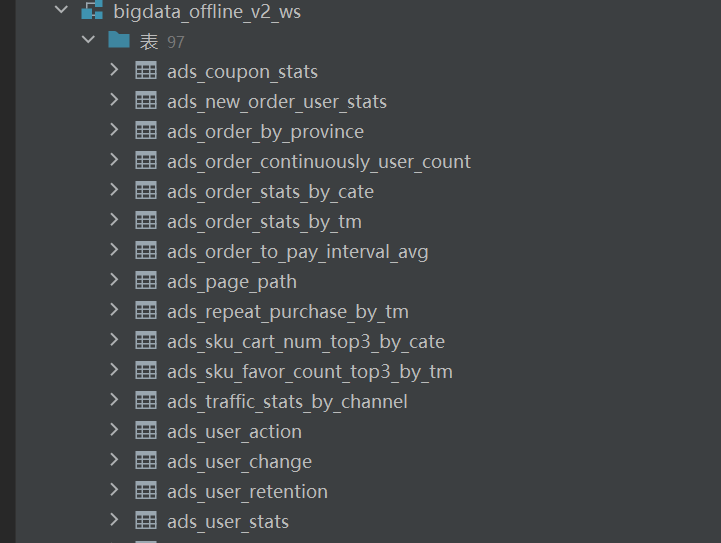 bigdata_offline_v2_ws
表 97
ads_coupon_stats
ads_new_order_user_stats
ads_order_by_province
ads_order_continuously_user_count
ads_order_stats_by_cate
ads_order_stats_by_tm
ads_order_to_pay_interval_avg
ads_page_path
ads_repeat_purchase_by_tm
ads_sku_cart_num_top3_by_cate
ads_sku_favor_count_top3_by_tm
ads_traffic_stats_by_channel
ads_user_action
ads_user_change
ads_user_retention
ads_user_stats